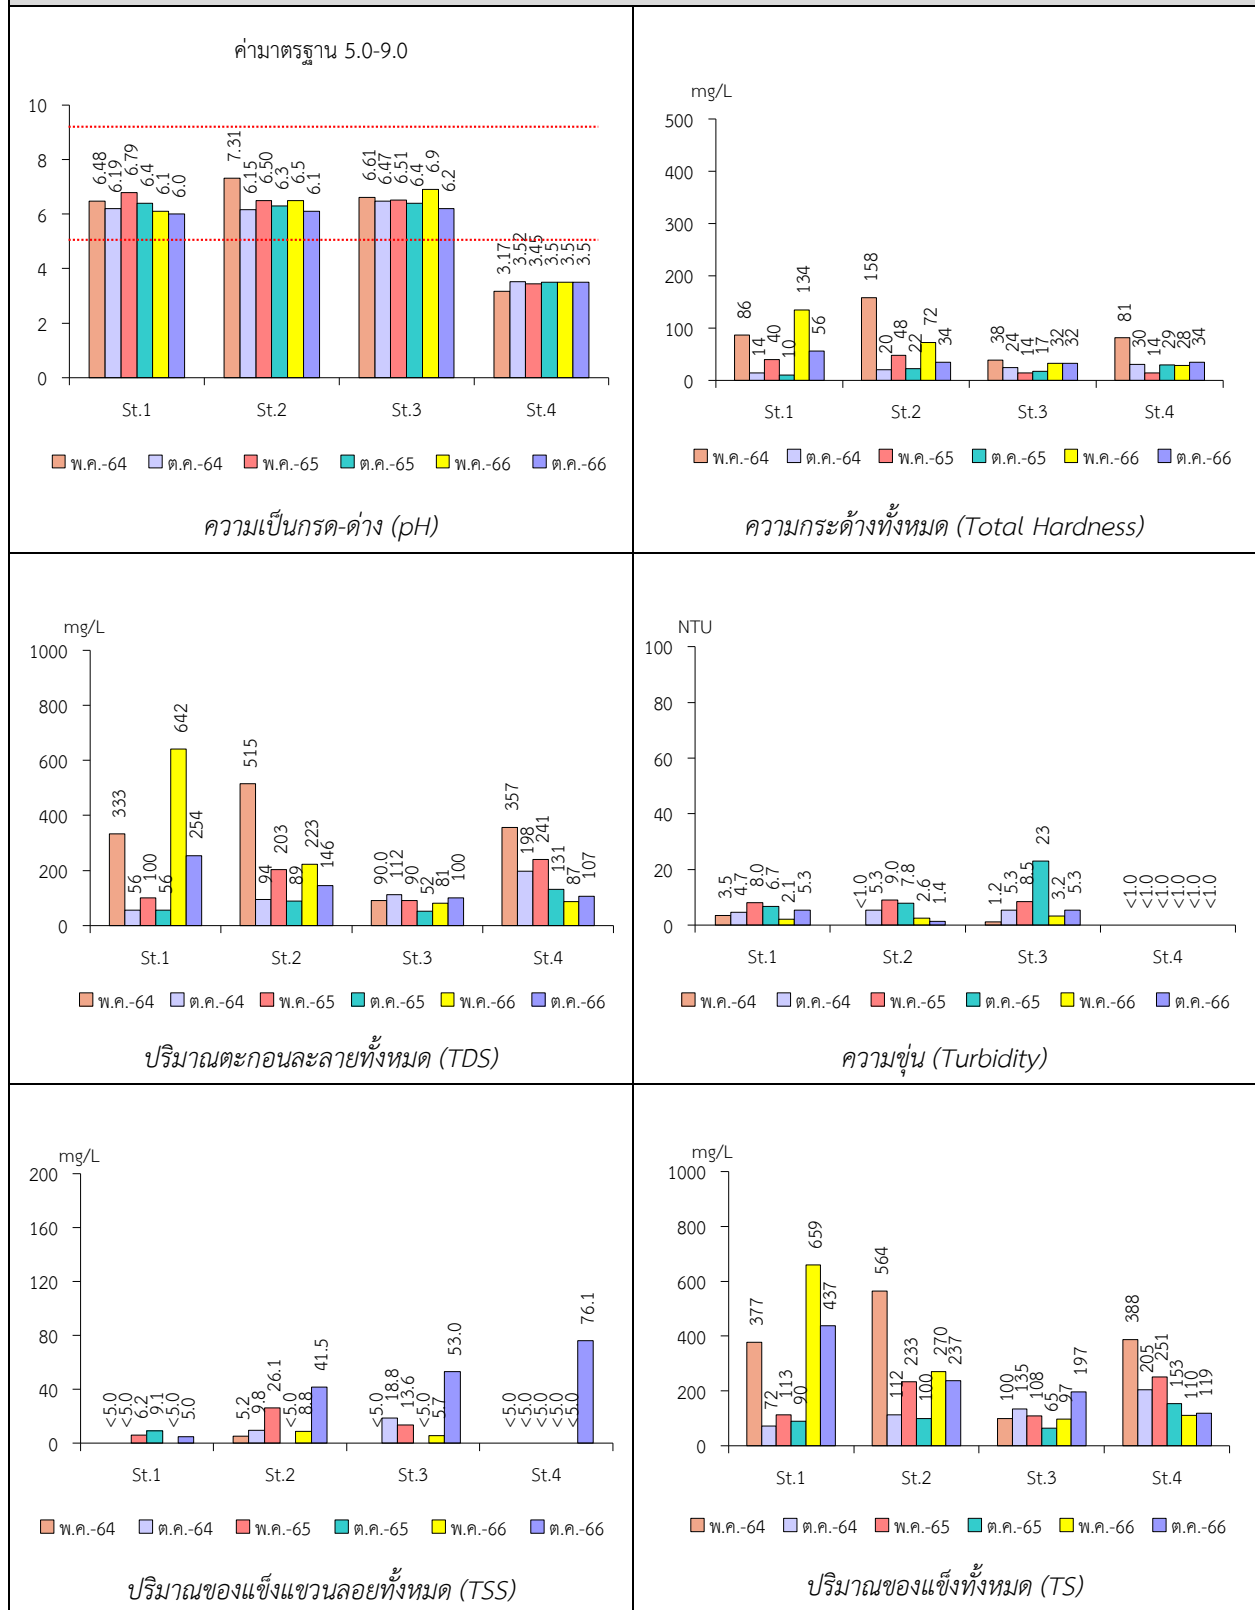 ค่ามาตรฐาน 5.0-9.0
10
8
6
4
2
0
6.48 6.19 6.79 6.4 6.1 6.0
7.31 6.15 6.50 6.3 6.5 6.1
6.61 6.47 6.51 6.4 6.9 6.2
3.17 3.52 3.45 3.5 3.5 3.5
St.1 St.2 St.3 St.4
พ.ค.-64 ต.ค.-64 พ.ค.-65 ต.ค.-65 พ.ค.-66 ต.ค.-66
ความเป็นกรด-ด่าง (pH)
mg/L
500
400
300
200
100
0
86 14 40 10 134 56
158 20 48 22 72 34
38 24 14 17 32 32
81 30 14 29 28 34
St.1 St.2 St.3 St.4
พ.ค.-64 ต.ค.-64 พ.ค.-65 ต.ค.-65 พ.ค.-66 ต.ค.-66
ความกระด้างทั้งหมด (Total Hardness)
mg/L
1000
800
600
400
200
0
333 56 100 56 642 254
515 94 203 89 223 146
90.0 112 90 52 81 100
357 198 241 131 87 107
St.1 St.2 St.3 St.4
พ.ค.-64 ต.ค.-64 พ.ค.-65 ต.ค.-65 พ.ค.-66 ต.ค.-66
ปริมาณตะกอนละลายทั้งหมด (TDS)
NTU
100
80
60
40
20
0
3.5 4.7 8.0 6.7 2.1 5.3
<1.0 5.3 9.0 7.8 2.6 1.4
1.2 5.3 8.5 23 3.2 5.3
<1.0 <1.0 <1.0 <1.0 <1.0 <1.0
St.1 St.2 St.3 St.4
พ.ค.-64 ต.ค.-64 พ.ค.-65 ต.ค.-65 พ.ค.-66 ต.ค.-66
ความขุ่น (Turbidity)
mg/L
200
160
120
80
40
0
<5.0 <5.0 6.2 9.1 <5.0 5.0
5.2 9.8 26.1 <5.0 8.8 41.5
<5.0 18.8 13.6 <5.0 5.7 53.0
<5.0 <5.0 <5.0 <5.0 <5.0 76.1
St.1 St.2 St.3 St.4
พ.ค.-64 ต.ค.-64 พ.ค.-65 ต.ค.-65 พ.ค.-66 ต.ค.-66
ปริมาณของแข็งแขวนลอยทั้งหมด (TSS)
mg/L
1000
800
600
400
200
0
377 72 113 90 659 437
564 112 233 100 270 237
100 135 108 65 97 197
388 205 251 153 110 119
St.1 St.2 St.3 St.4
พ.ค.-64 ต.ค.-64 พ.ค.-65 ต.ค.-65 พ.ค.-66 ต.ค.-66
ปริมาณของแข็งทั้งหมด (TS)